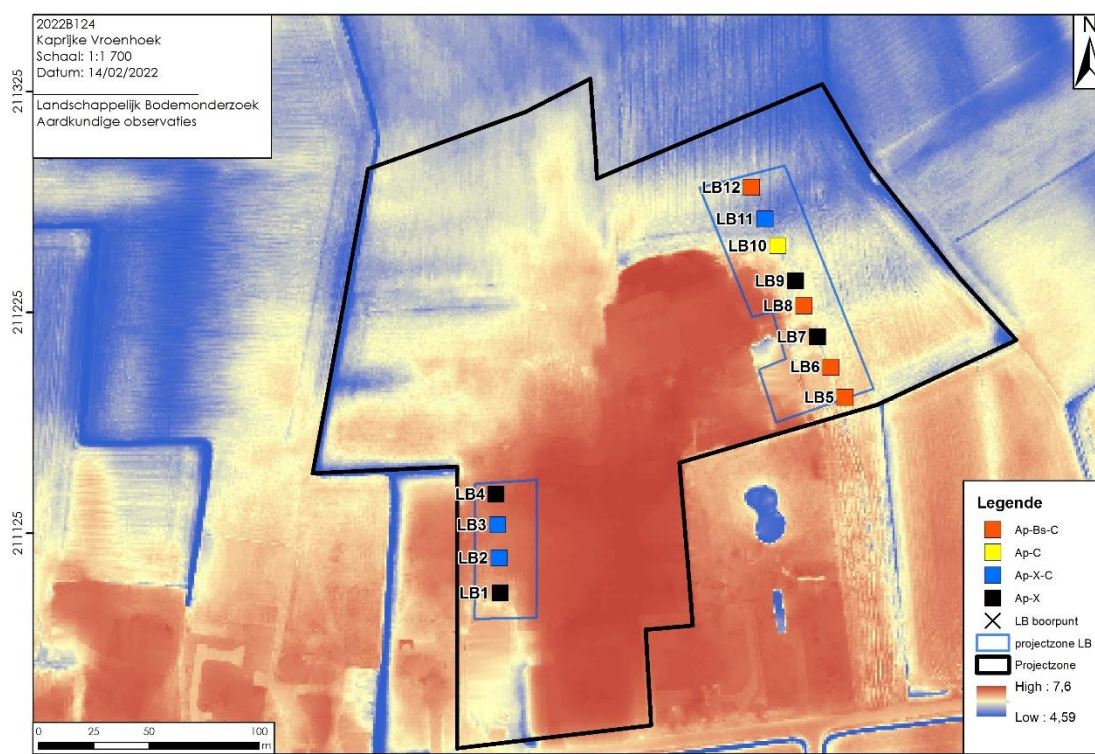 2022B124
Kaprijke Vroenhoek
Schaal: 1:1 700
Datum: 14/02/2022
Landschappelijk Bodemonderzoek
Aardkundige observaties
N
211325
211225
211125
LB12
LB11
LB10
LB9
LB8
LB7
LB6
LB5
LB4
LB3
LB2
LB1
Legende
Ap-Bs-C
Ap-C
Ap-X-C
Ap-X
LB boorpunt
projectzone LB
Projectzone
High : 7,6
Low : 4,59
0 25 50 100
m